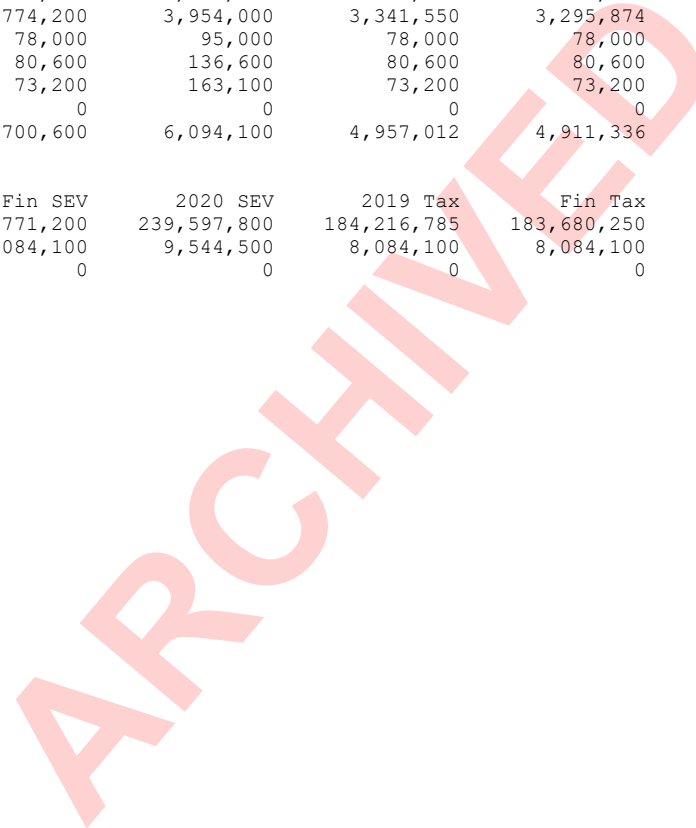 774,200 3,954,000 3,341,550 3,295,874
78,000 95,000 78,000 78,000
80,600 136,600 80,600 80,600
73,200 163,100 73,200 73,200
0 0 0 0
700,600 6,094,100 4,957,012 4,911,336
Fin SEV 2020 SEV 2019 Tax Fin Tax
771,200 239,597,800 184,216,785 183,680,250
084,100 9,544,500 8,084,100 8,084,100
0 0 0 0
ARCHIVED